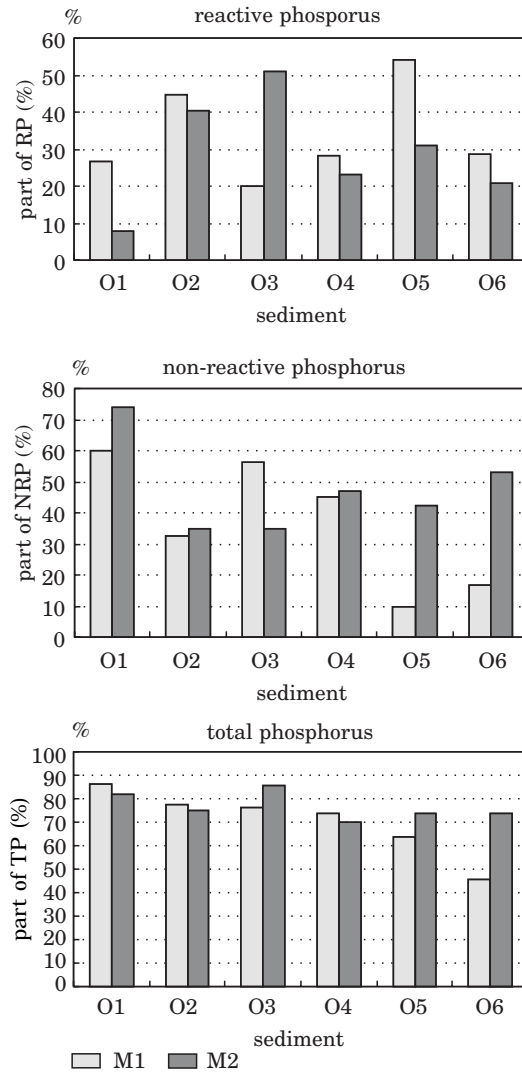 % reactive phosporus
part of RP (%)
60
50
40
30
20
10
0
O1 O2 O3 O4 O5 O6
sediment
% non-reactive phosphorus
part of NRP (%)
80
70
60
50
40
30
20
10
0
O1 O2 O3 O4 O5 O6
sediment
% total phosphorus
part of TP (%)
100
90
80
70
60
50
40
30
20
10
0
O1 O2 O3 O4 O5 O6
sediment
M1 M2